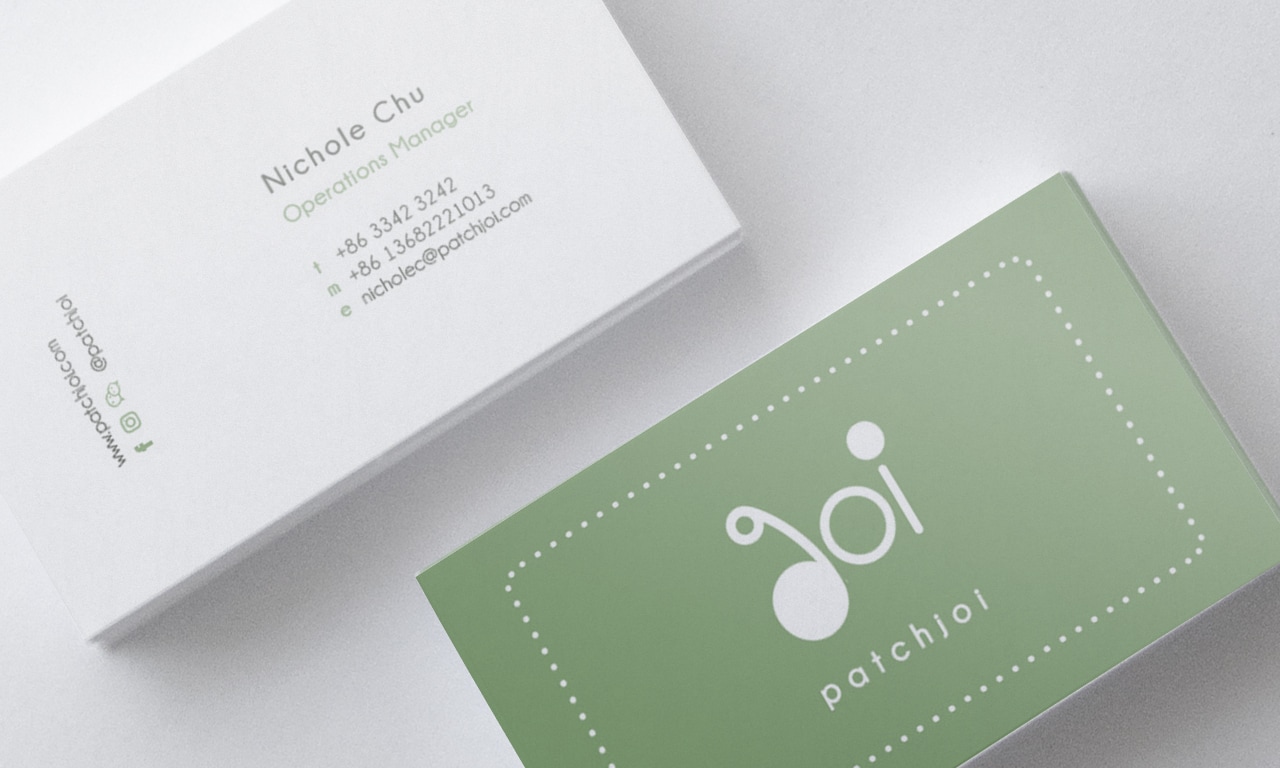 Nichole Chu
Operations Manager
t +86 3342 3242
m +86 13682221013
e nicholec@patchjoi.com
@patchjoi
www.patchjoi.com
joi
patchjoi